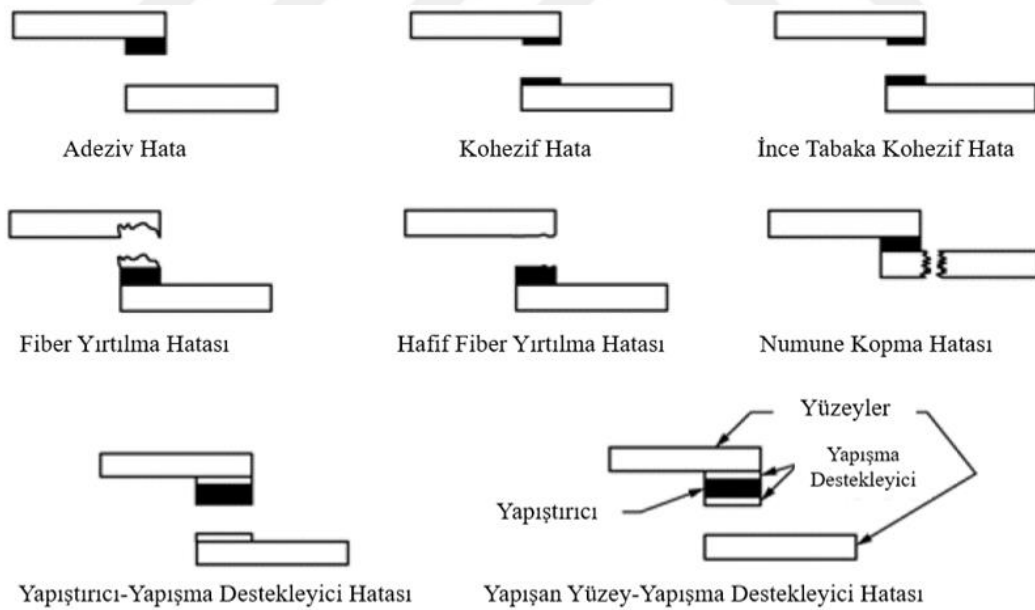 Adeziv Hata
Kohezif Hata
İnce Tabaka Kohezif Hata
Fiber Yırtılma Hatası
Hafif Fiber Yırtılma Hatası
Numune Kopma Hatası
Yüzeyler
Yapışma
Destekleyici
Yapıştırıcı
Yapıştırıcı-Yapışma Destekleyici Hatası
Yapışan Yüzey-Yapışma Destekleyici Hatası